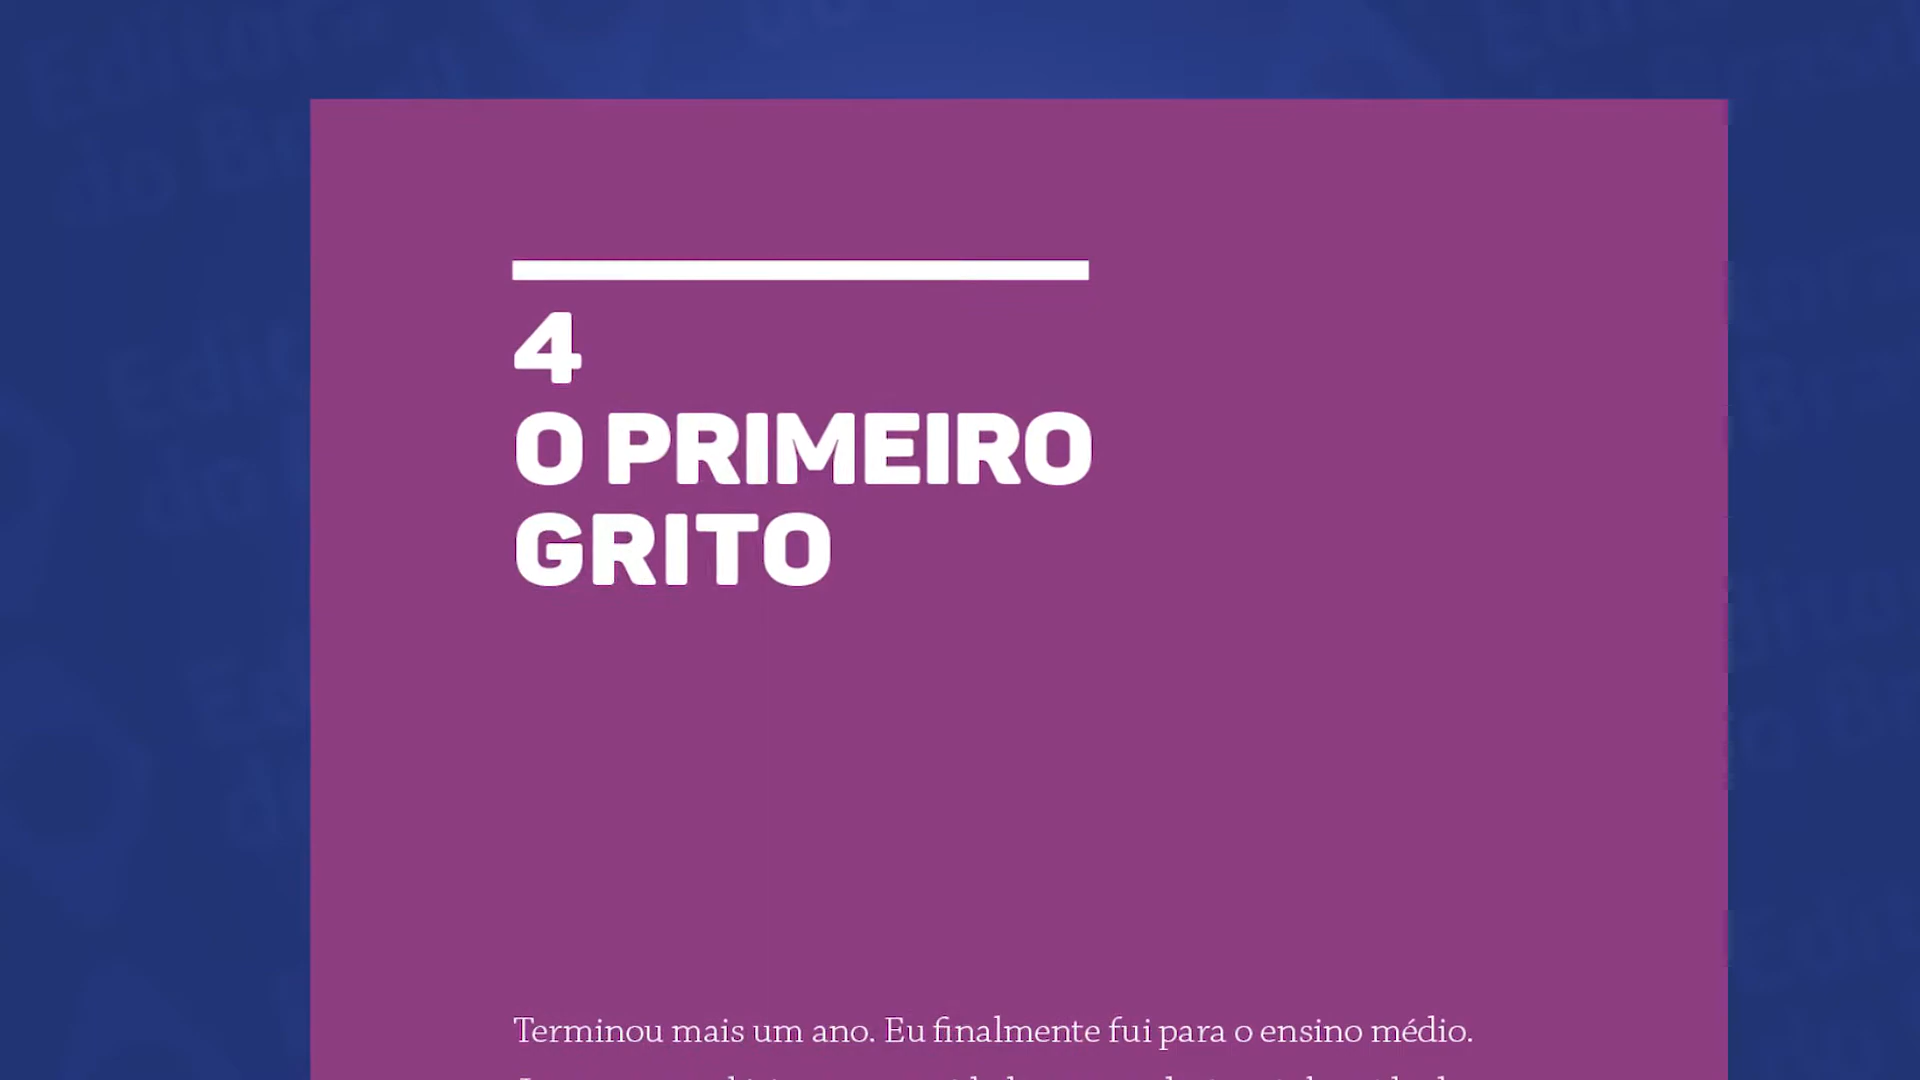 4
O PRIMEIRO
GRITO
Terminou mais um ano. Eu finalmente fui para o ensino médio.